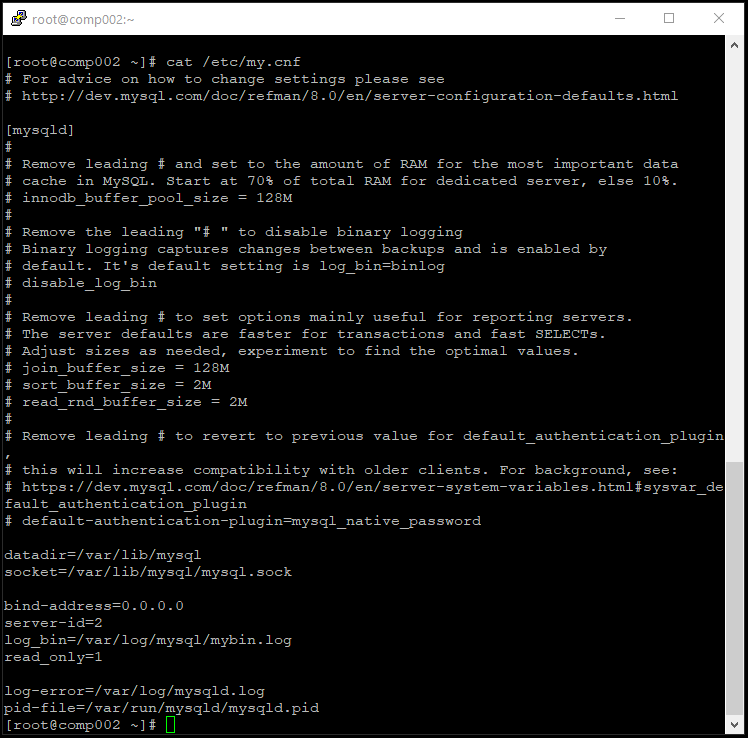 root@comp002:~
[root@comp002 ~]# cat /etc/my.cnf
# For advice on how to change settings please see
# http://dev.mysql.com/doc/refman/8.0/en/server-configuration-defaults.html
[mysqld]
#
# Remove leading # and set to the amount of RAM for the most important data
# cache in MySQL. Start at 70% of total RAM for dedicated server, else 10%.
# innodb_buffer_pool_size = 128M
#
# Remove the leading "# " to disable binary logging
# Binary logging captures changes between backups and is enabled by
# default. It's default setting is log_bin=binlog
# disable_log_bin
#
# Remove leading # to set options mainly useful for reporting servers.
# The server defaults are faster for transactions and fast SELECTs.
# Adjust sizes as needed, experiment to find the optimal values.
# join_buffer_size = 128M
# sort_buffer_size = 2M
# read_rnd_buffer_size = 2M
#
# Remove leading # to revert to previous value for default_authentication_plugin
,
# this will increase compatibility with older clients. For background, see:
# https://dev.mysql.com/doc/refman/8.0/en/server-system-variables.html#sysvar_de
fault_authentication_plugin
# default-authentication-plugin=mysql_native_password
datadir=/var/lib/mysql
socket=/var/lib/mysql/mysql.sock
bind-address=0.0.0.0
server-id=2
log_bin=/var/log/mysql/mybin.log
read_only=1
log-error=/var/log/mysqld.log
pid-file=/var/run/mysqld/mysqld.pid
[root@comp002 ~]#